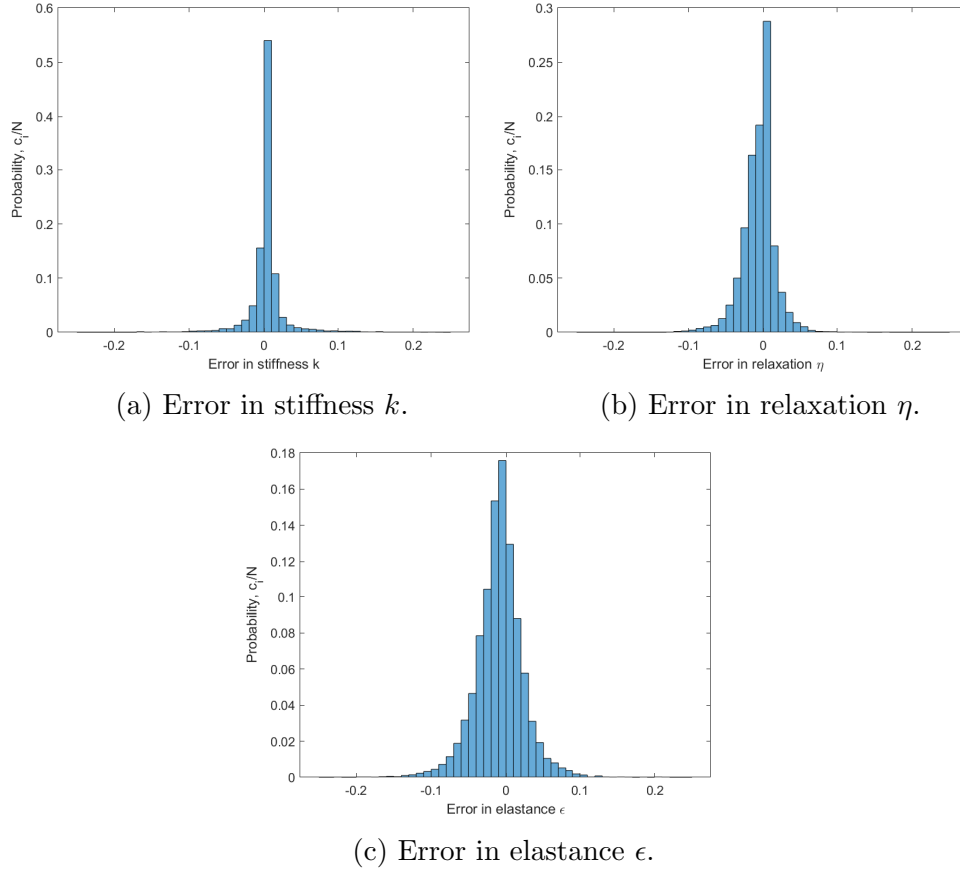 0.6
0.5
0.4
0.3
0.2
0.1
0
Probability, c_i/N
-0.2 -0.1 0 0.1 0.2
Error in stiffness k
(a) Error in stiffness k.
0.3
0.25
0.2
0.15
0.1
0.05
0
Probability, c_i/N
-0.2 -0.1 0 0.1 0.2
Error in relaxation η
(b) Error in relaxation η.
0.18
0.16
0.14
0.12
0.1
0.08
0.06
0.04
0.02
0
Probability, c_i/N
-0.2 -0.1 0 0.1 0.2
Error in elastance ϵ
(c) Error in elastance ϵ.